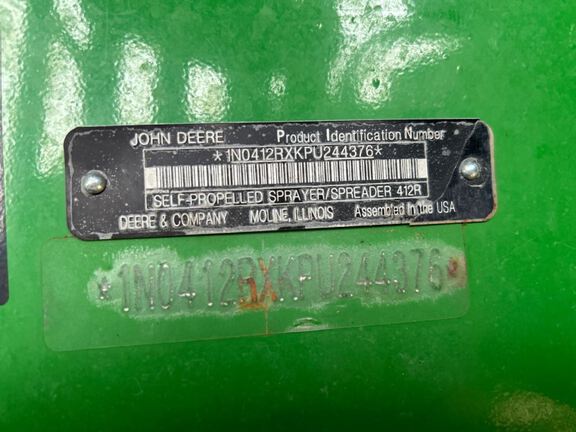 JOHN DEERE Product Identification Number
*1N0412RXKPU244376*
SELF-PROPELLED SPRAYER/SPREADER 412R
DEERE & COMPANY MOLINE, ILLINOIS Assembled in the USA
*1N0412RXKPU244376*